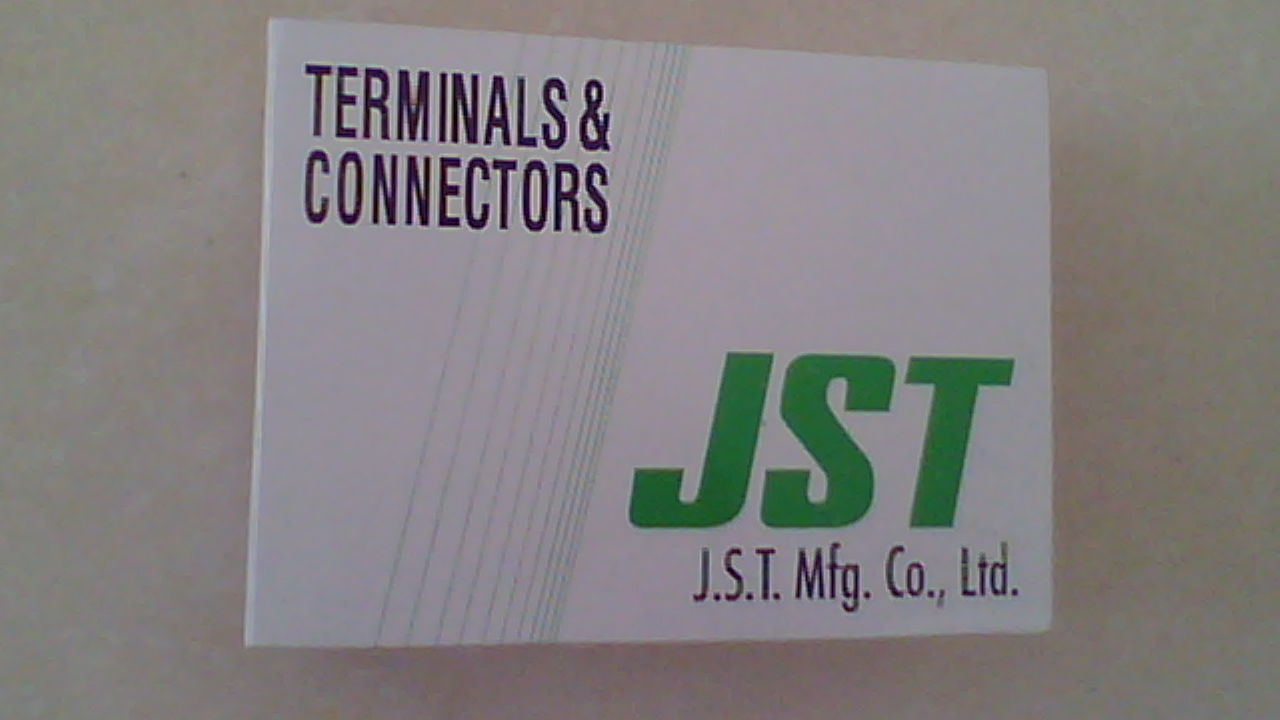 TERMINALS &
CONNECTORS
JST
J.S.T. Mfg. Co., Ltd.